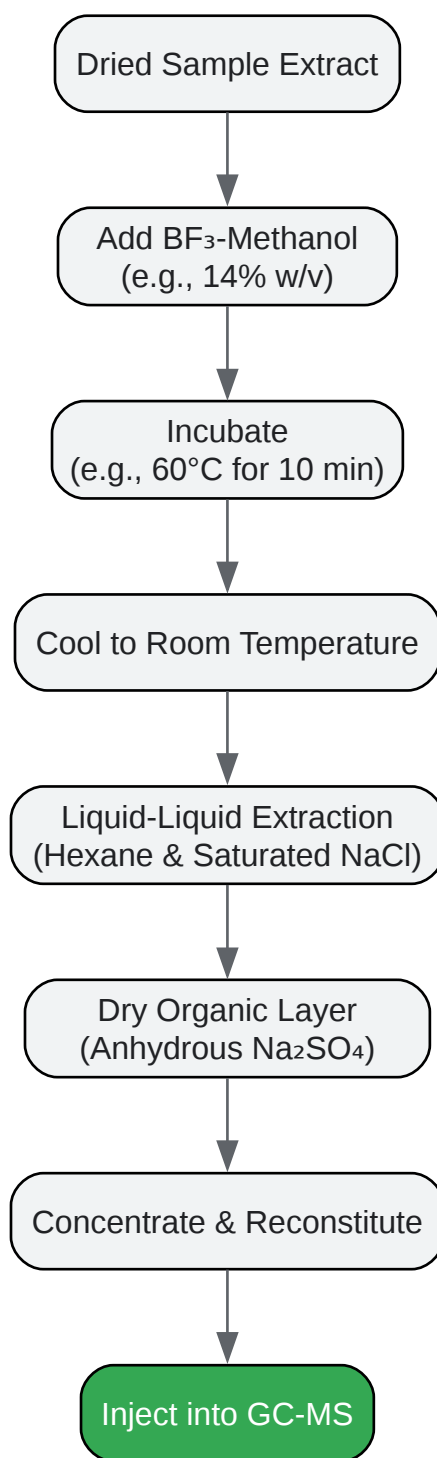 Dried Sample Extract
Add BF₃-Methanol
(e.g., 14% w/v)
Incubate
(e.g., 60°C for 10 min)
Cool to Room Temperature
Liquid-Liquid Extraction
(Hexane & Saturated NaCl)
Dry Organic Layer
(Anhydrous Na₂SO₄)
Concentrate & Reconstitute
Inject into GC-MS